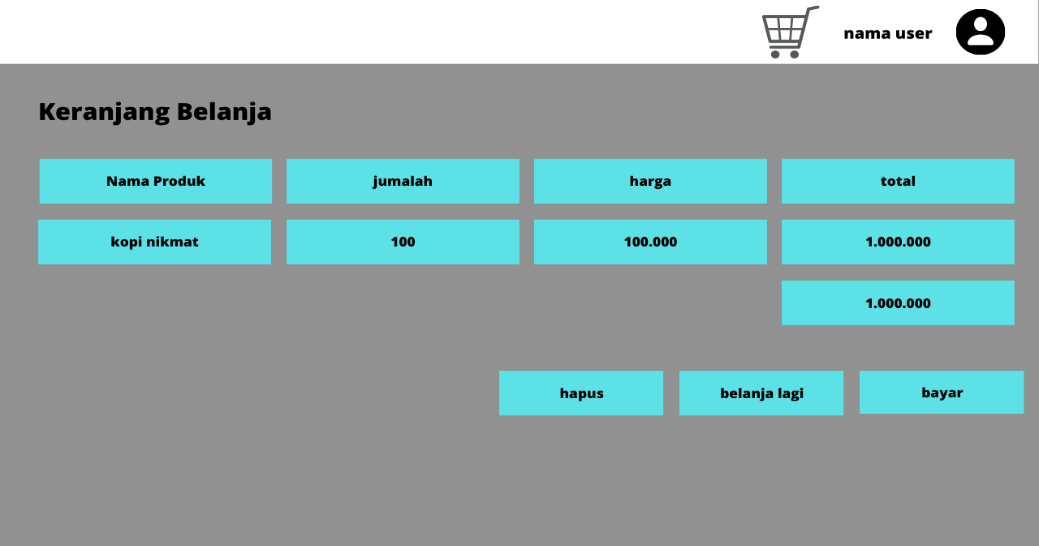 nama user
Keranjang Belanja
Nama Produk jumalah harga total
kopi nikmat 100 100.000 1.000.000
1.000.000
hapus belanja lagi bayar